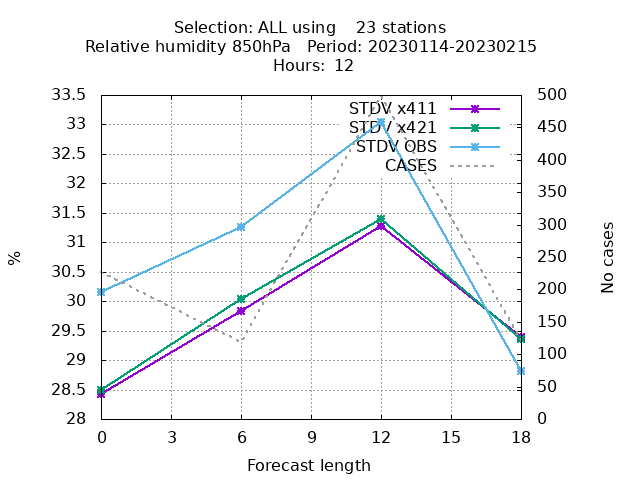 Selection: ALL using    23 stations
Relative humidity 850hPa   Period: 20230114-20230215
Hours: 12
33.5 500
STDV x411
33 450
STDV x421
32.5 400
STDV OBS
32 350
CASES
31.5 300
31 250
30.5 200
30 150
29.5 100
29 50
28.5 0
28
%
No cases
0 3 6 9 12 15 18
Forecast length